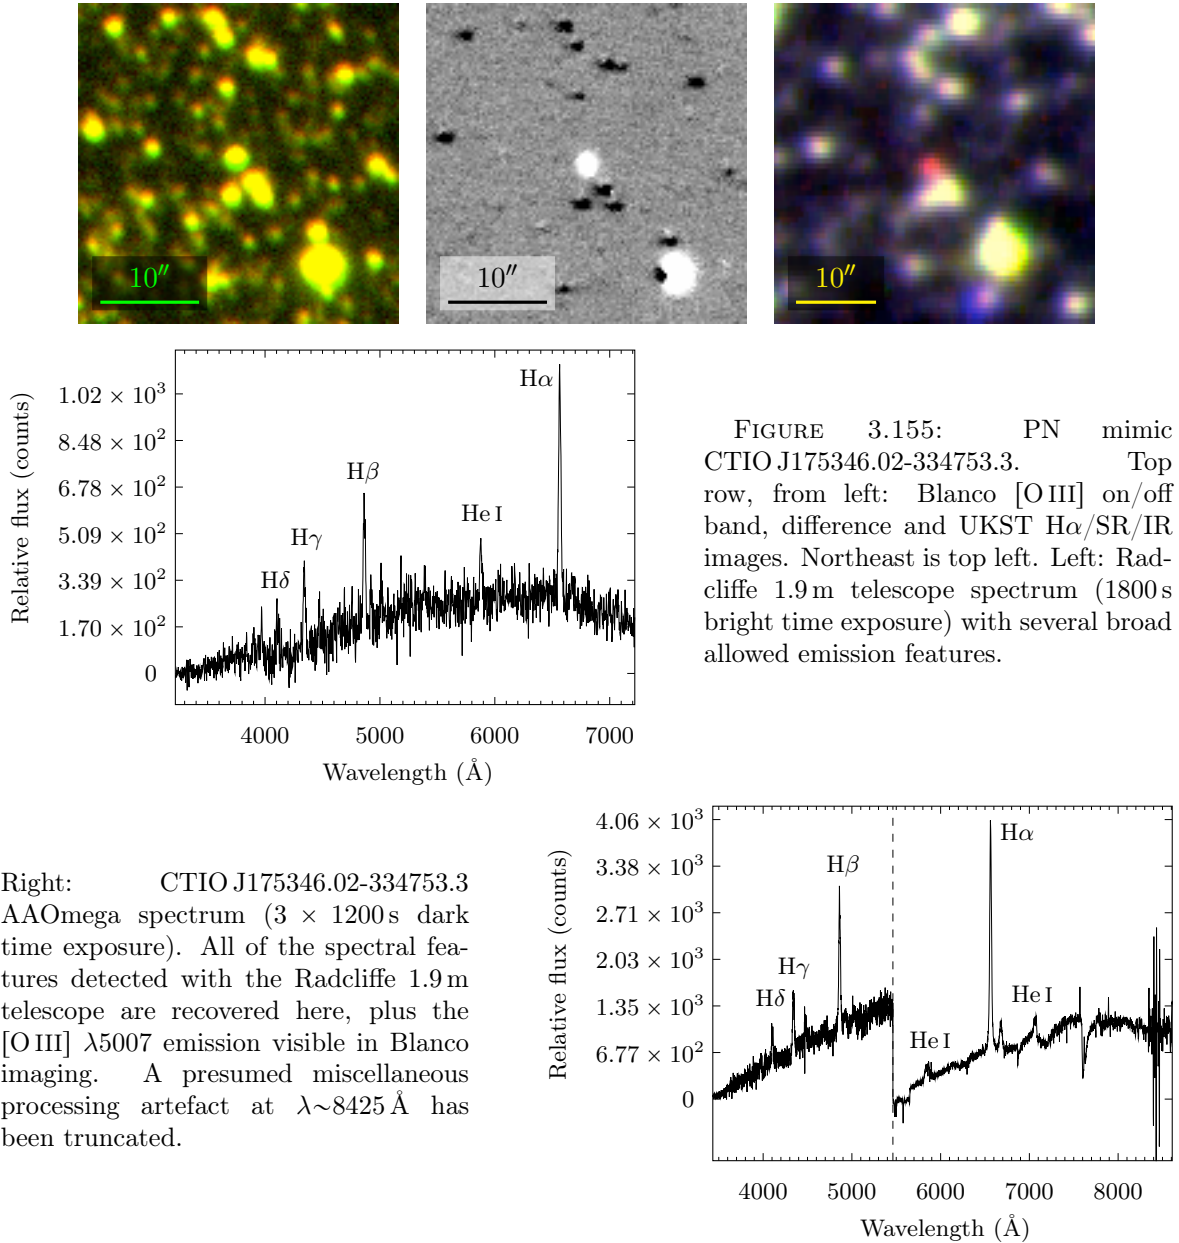 10″
10″
10″
Relative flux (counts)
1.02 × 10³
8.48 × 10²
6.78 × 10²
5.09 × 10²
3.39 × 10²
1.70 × 10²
0
Hδ
Hγ
Hβ
He I
Hα
4000 5000 6000 7000
Wavelength (Å)
FIGURE 3.155: PN mimic
CTIO J175346.02-334753.3. Top
row, from left: Blanco [O III] on/off
band, difference and UKST Hα/SR/IR
images. Northeast is top left. Left: Rad-
cliffe 1.9 m telescope spectrum (1800 s
bright time exposure) with several broad
allowed emission features.
Right: CTIO J175346.02-334753.3
AAOmega spectrum (3 × 1200 s dark
time exposure). All of the spectral fea-
tures detected with the Radcliffe 1.9 m
telescope are recovered here, plus the
[O III] λ5007 emission visible in Blanco
imaging. A presumed miscellaneous
processing artefact at λ∼8425 Å has
been truncated.
Relative flux (counts)
4.06 × 10³
3.38 × 10³
2.71 × 10³
2.03 × 10³
1.35 × 10³
6.77 × 10²
0
Hδ
Hγ
Hβ
He I
Hα
He I
4000 5000 6000 7000 8000
Wavelength (Å)